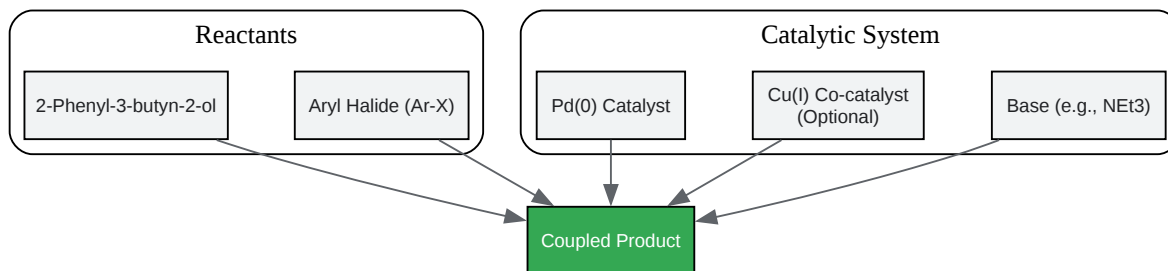 Reactants
Catalytic System
2-Phenyl-3-butyn-2-ol
Aryl Halide (Ar-X)
Pd(0) Catalyst
Cu(I) Co-catalyst
(Optional)
Base (e.g., NEt3)
Coupled Product